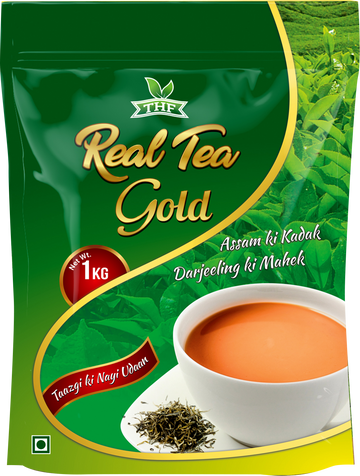 THF
Real Tea
Gold
Assam ki Kadak
Darjeeling ki Mahek
Net Wt.
1KG
Taazgi ki Nayi Udaan